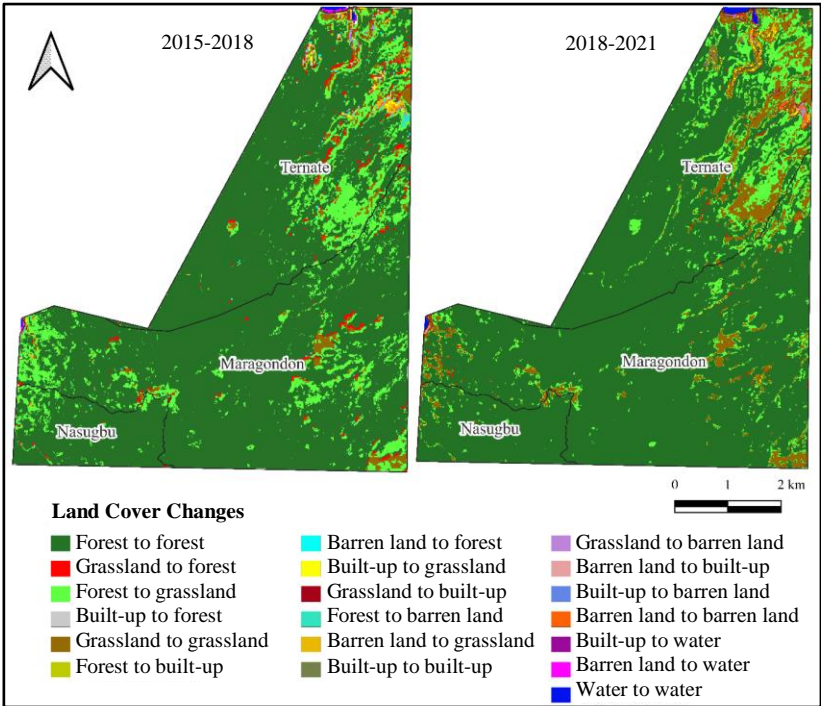 2015-2018
2018-2021
Ternate
Ternate
Maragondon
Maragondon
Nasugbu
Nasugbu
0 1 2 km
Land Cover Changes
Forest to forest
Grassland to forest
Forest to grassland
Built-up to forest
Grassland to grassland
Forest to built-up
Barren land to forest
Built-up to grassland
Grassland to built-up
Forest to barren land
Barren land to grassland
Built-up to built-up
Grassland to barren land
Barren land to built-up
Built-up to barren land
Barren land to barren land
Built-up to water
Barren land to water
Water to water